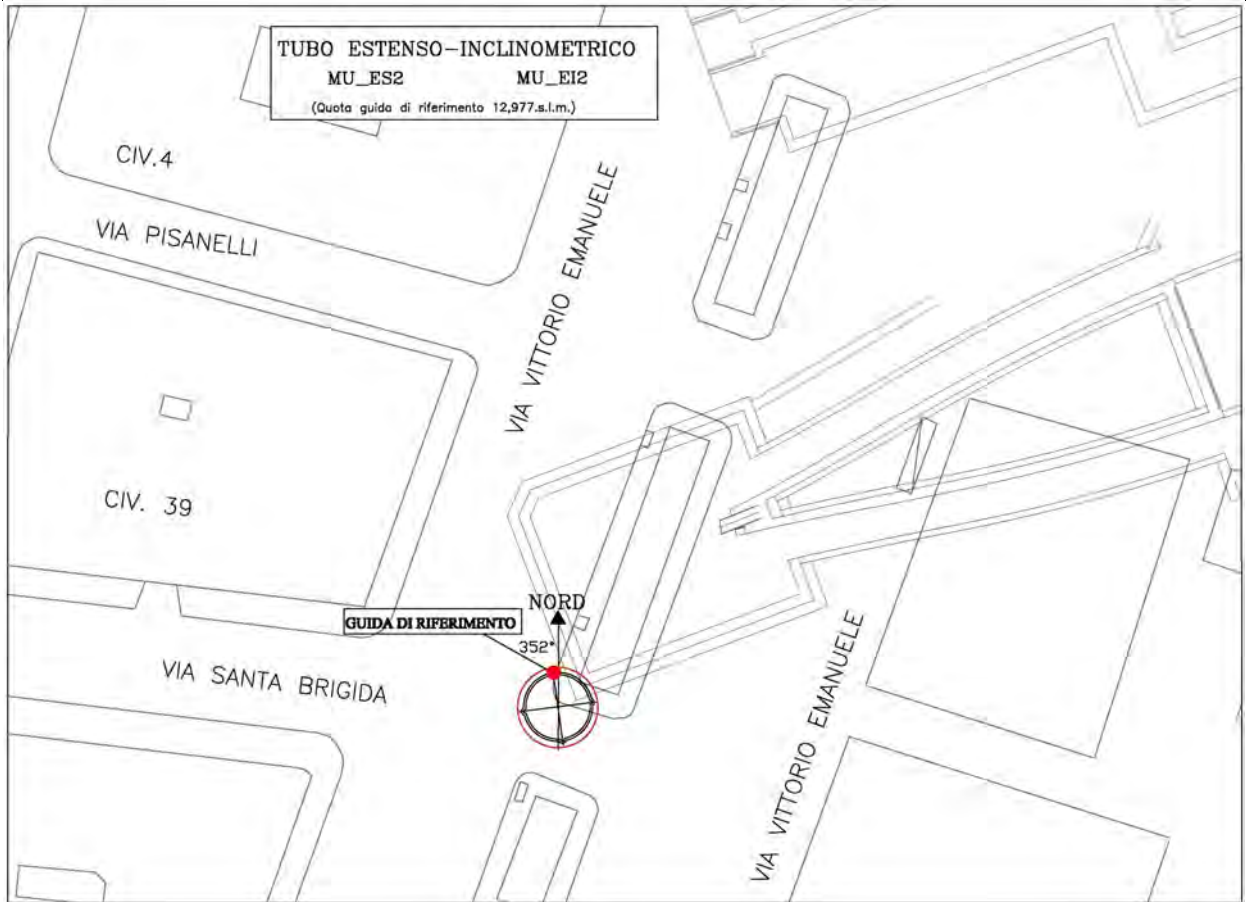 TUBO ESTENSO-INCLINOMETRICO
MU_ES2 MU_EI2
(Quota guida di riferimento 12,977.s.l.m.)
CIV.4
VIA PISANELLI
VIA VITTORIO EMANUELE
CIV. 39
NORD
GUIDA DI RIFERIMENTO
352°
VIA SANTA BRIGIDA
VIA VITTORIO EMANUELE